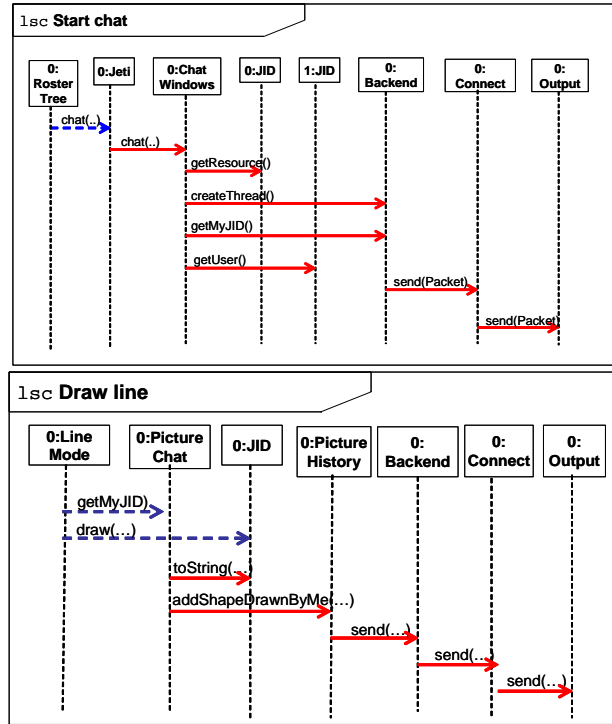 lsc Start chat
0:
Roster
Tree
0:Jeti
0:Chat
Windows
0:JID
1:JID
0:
Backend
0:
Connect
0:
Output
chat(..)
chat(..)
getResource()
createThread()
getMyJID()
getUser()
send(Packet)
send(Packet)
lsc Draw line
0:Line
Mode
0:Picture
Chat
0:JID
0:Picture
History
0:
Backend
0:
Connect
0:
Output
getMyJID)
draw(...)
toString(...)
addShapeDrawnByMe(...)
send(...)
send(...)
send(...)